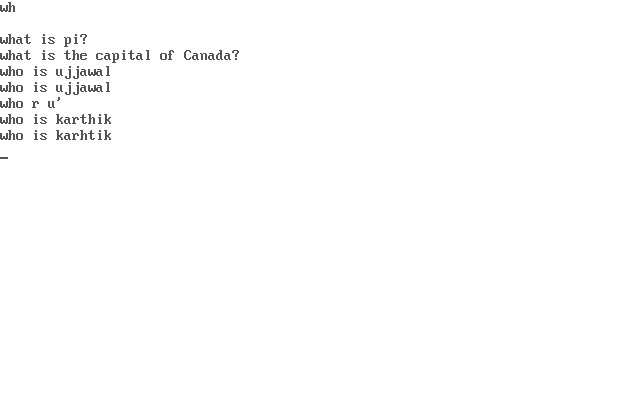 wh
what is pi?
what is the capital of Canada?
who is ujjawal
who is ujjawal
who r u'
who is karthik
who is karhtik
_